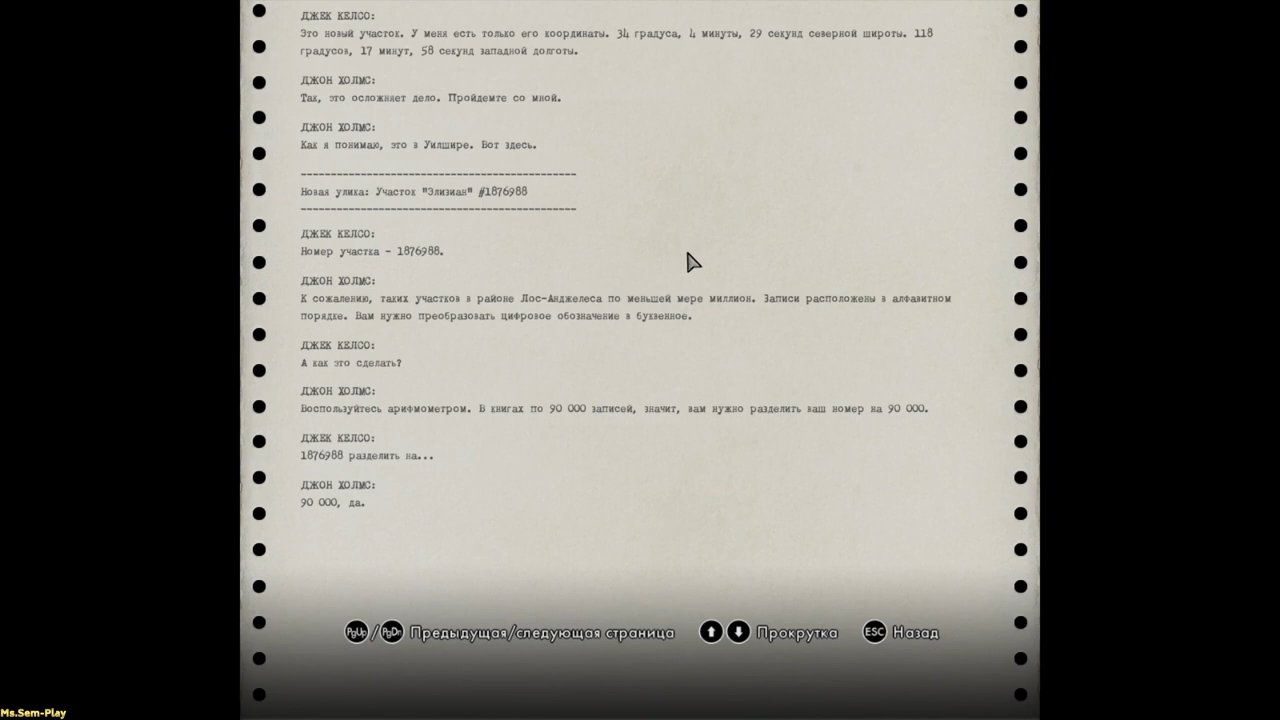 ДЖЕК КЕЛСО:
Это новый участок. У меня есть только его координаты. 34 градуса, 4 минуты, 29 секунд северной широты. 118
градусов, 17 минут, 58 секунд западной долготы.
ДЖОН ХОЛМС:
Так, это осложняет дело. Пройдемте со мной.
ДЖОН ХОЛМС:
Как я понимаю, это в Уилшире. Вот здесь.
----------------------------------------------
Новая улика: Участок "Элизиан" #1876988
----------------------------------------------
ДЖЕК КЕЛСО:
Номер участка - 1876988.
ДЖОН ХОЛМС:
К сожалению, таких участков в районе Лос-Анджелеса по меньшей мере миллион. Записи расположены в алфавитном
порядке. Вам нужно преобразовать цифровое обозначение в буквенное.
ДЖЕК КЕЛСО:
А как это сделать?
ДЖОН ХОЛМС:
Воспользуйтесь арифмометром. В книгах по 90 000 записей, значит, вам нужно разделить ваш номер на 90 000.
ДЖЕК КЕЛСО:
1876988 разделить на...
ДЖОН ХОЛМС:
90 000, да.
PgUp/PgDn Предыдущая/следующая страница Прокрутка ESC Назад
Ms.Sem-Play